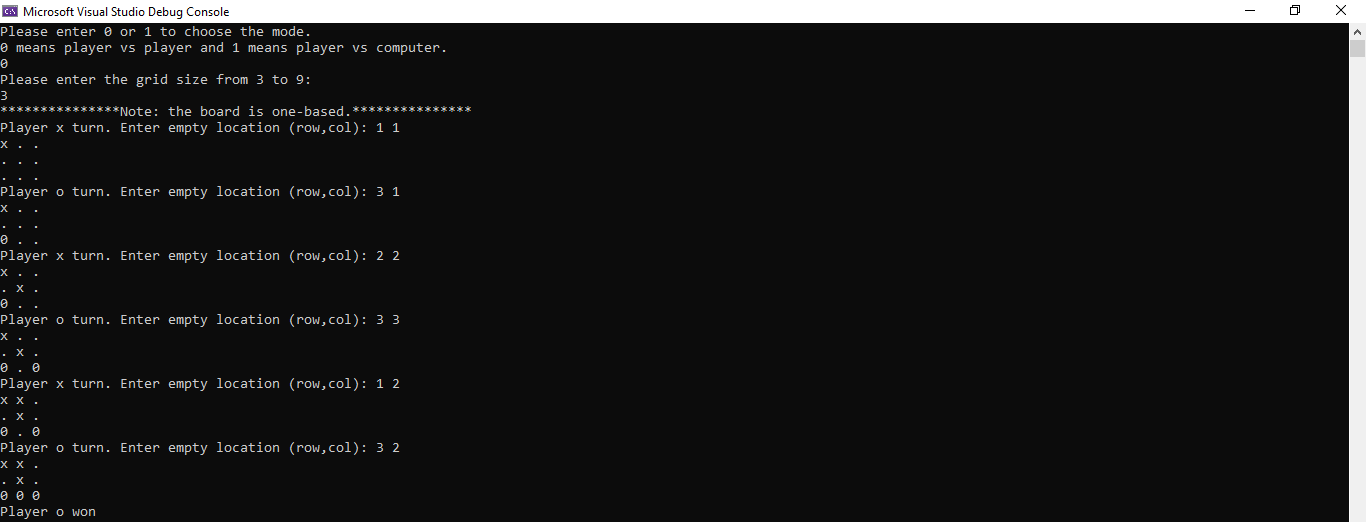 Microsoft Visual Studio Debug Console
Please enter 0 or 1 to choose the mode.
0 means player vs player and 1 means player vs computer.
0
Please enter the grid size from 3 to 9:
3
***************Note: the board is one-based.***************
Player x turn. Enter empty location (row,col): 1 1
x . .
. . .
. . .
Player o turn. Enter empty location (row,col): 3 1
x . .
. . .
0 . .
Player x turn. Enter empty location (row,col): 2 2
x . .
. x .
0 . .
Player o turn. Enter empty location (row,col): 3 3
x . .
. x .
0 . 0
Player x turn. Enter empty location (row,col): 1 2
x x .
. x .
0 . 0
Player o turn. Enter empty location (row,col): 3 2
x x .
. x .
0 0 0
Player o won